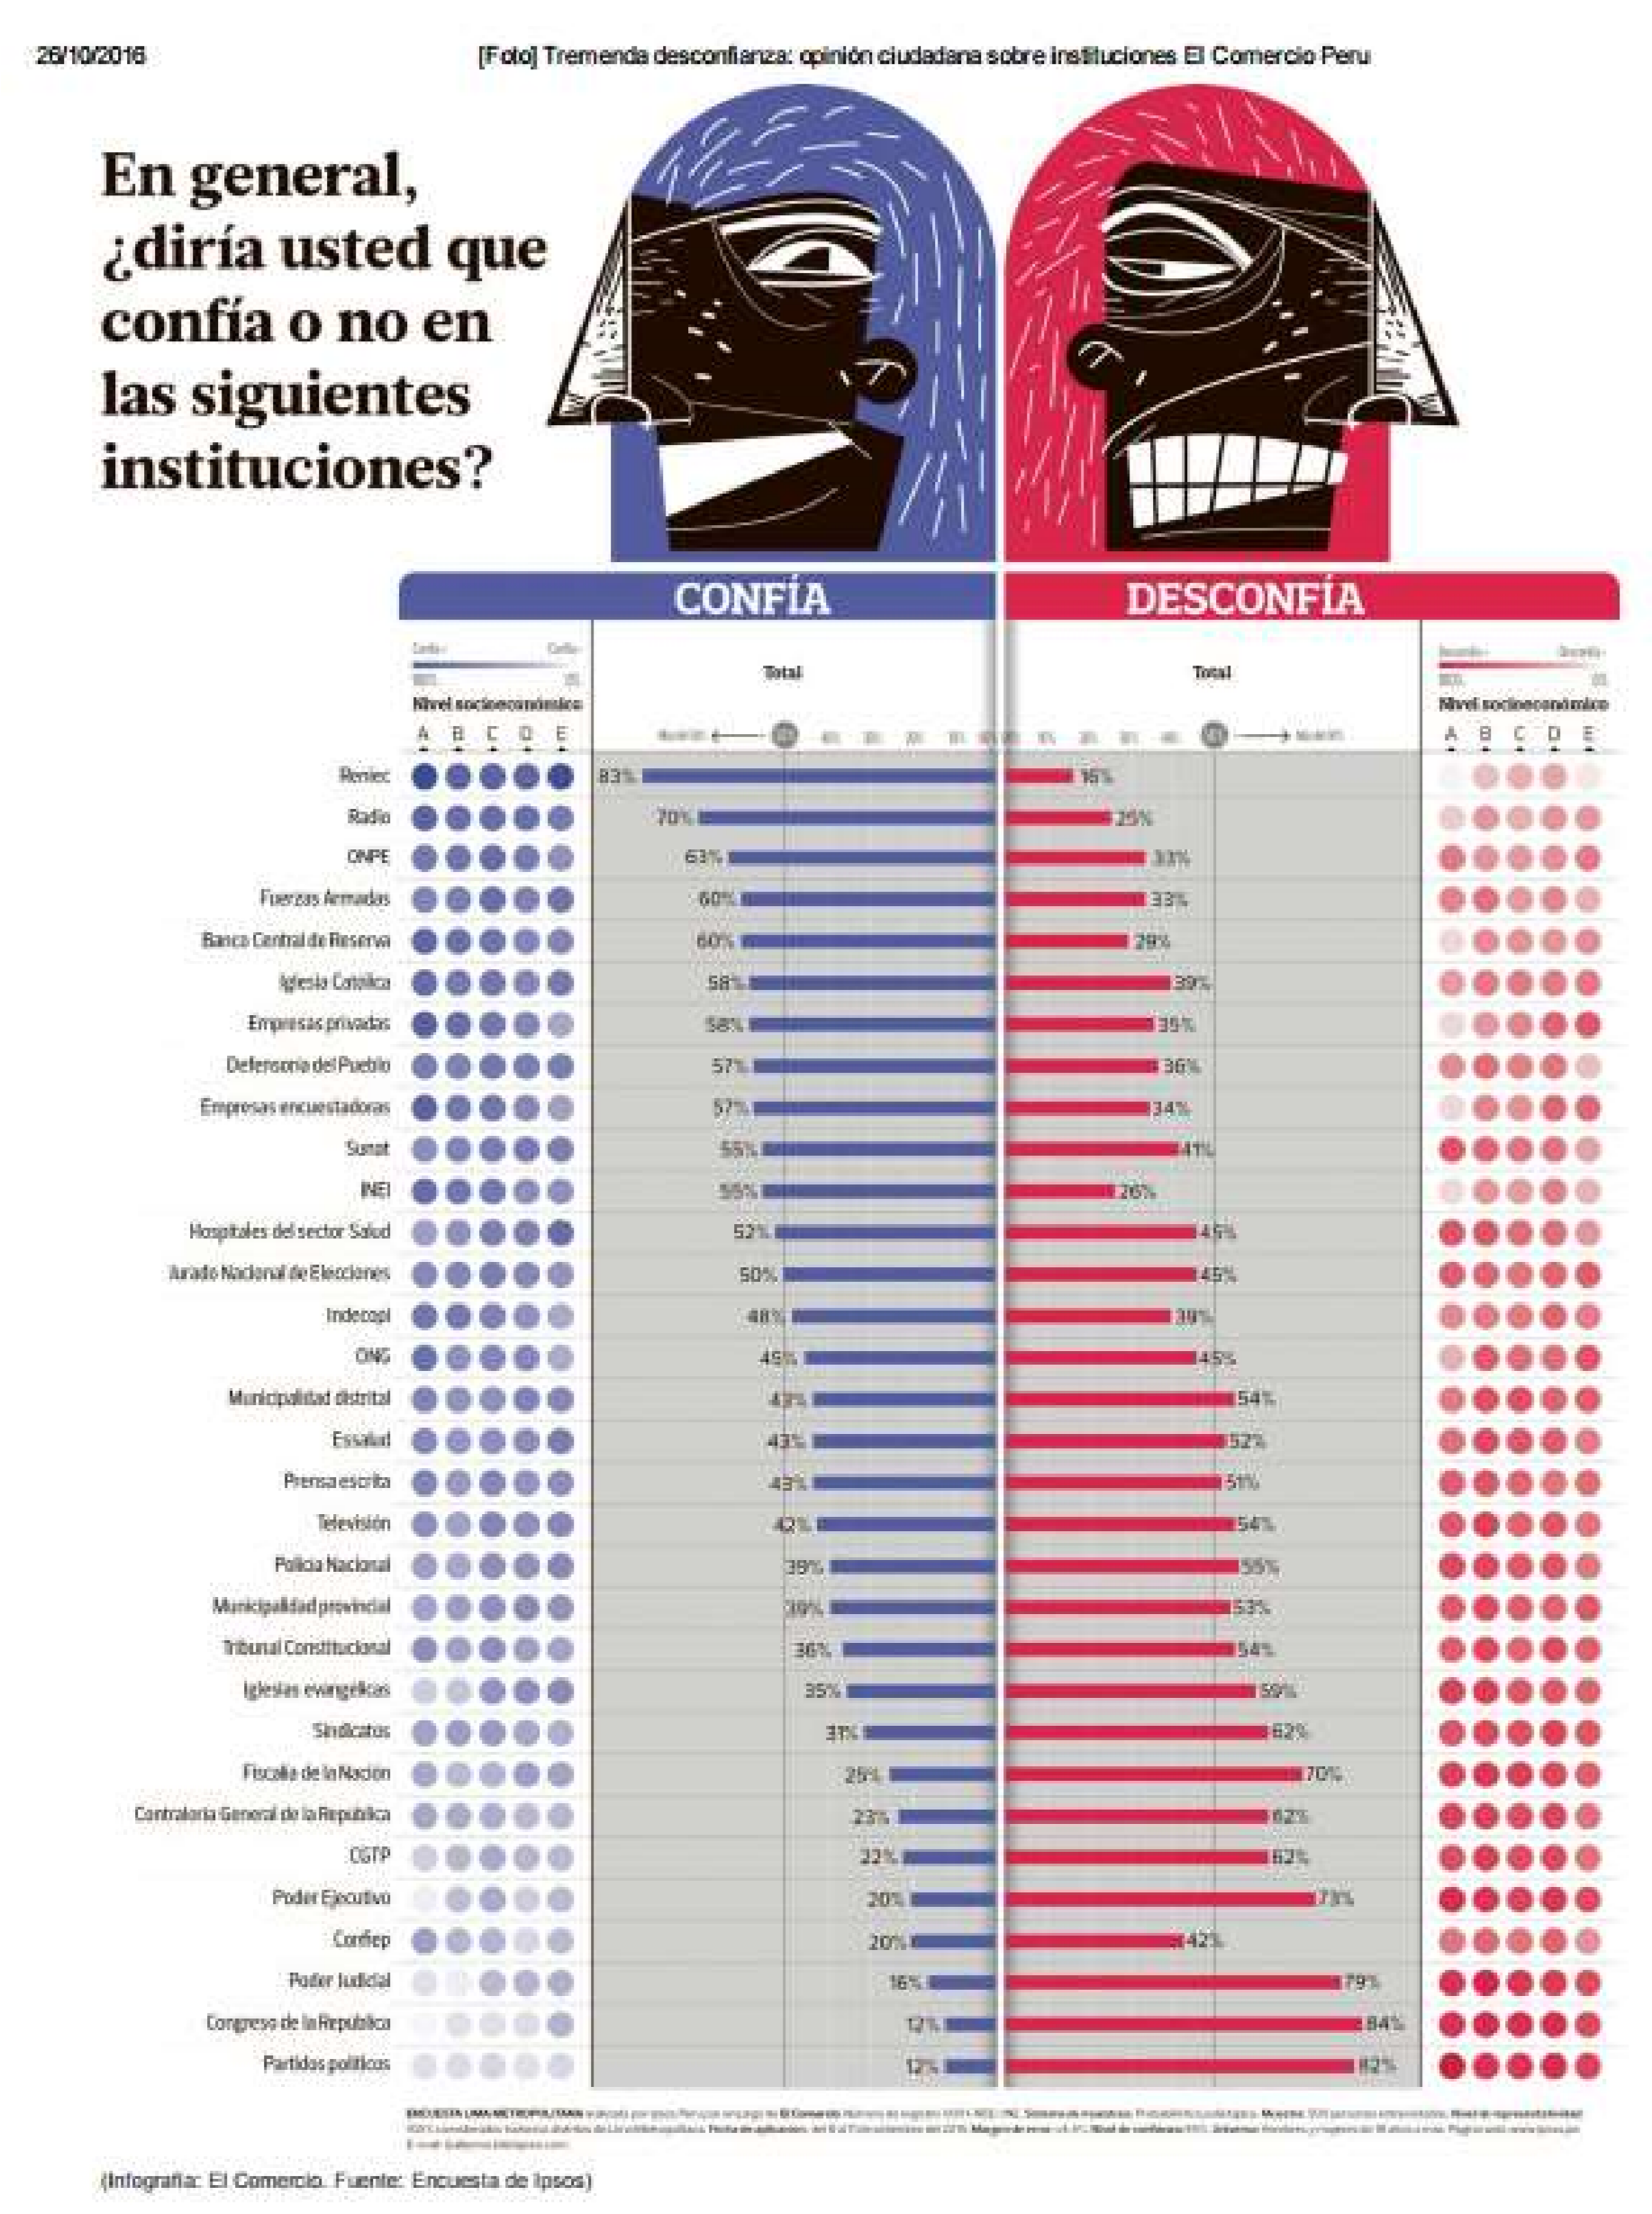 26/10/2016
[Foto] Tremenda desconfianza: opinión ciudadana sobre instituciones El Comercio Peru
En general,
¿diría usted que
confía o no en
las siguientes
instituciones?
CONFÍA
DESCONFÍA
Total
Total
Nivel socioeconómico
Nivel socioeconómico
A B C D E
A B C D E
Reniec 83% 16%
Radio 70% 25%
ONPE 63% 33%
Fuerzas Armadas 60% 33%
Banco Central de Reserva 60% 29%
Iglesia Católica 58% 39%
Empresas privadas 58% 35%
Defensoría del Pueblo 57% 36%
Empresas encuestadoras 57% 34%
Sunat 55% 41%
INEI 55% 26%
Hospitales del sector Salud 52% 45%
Jurado Nacional de Elecciones 50% 45%
Indecopi 48% 39%
ONG 45% 45%
Municipalidad distrital 43% 54%
Essalud 43% 52%
Prensa escrita 43% 51%
Televisión 42% 54%
Policía Nacional 39% 55%
Municipalidad provincial 39% 53%
Tribunal Constitucional 36% 54%
Iglesias evangélicas 35% 59%
Sindicatos 31% 62%
Fiscalía de la Nación 25% 70%
Contraloría General de la República 23% 62%
CGTP 22% 62%
Poder Ejecutivo 20% 73%
Confiep 20% 42%
Poder Judicial 16% 79%
Congreso de la República 12% 84%
Partidos políticos 12% 82%
ENCUESTA LIMA METROPOLITANA
(Infografía: El Comercio. Fuente: Encuesta de Ipsos)